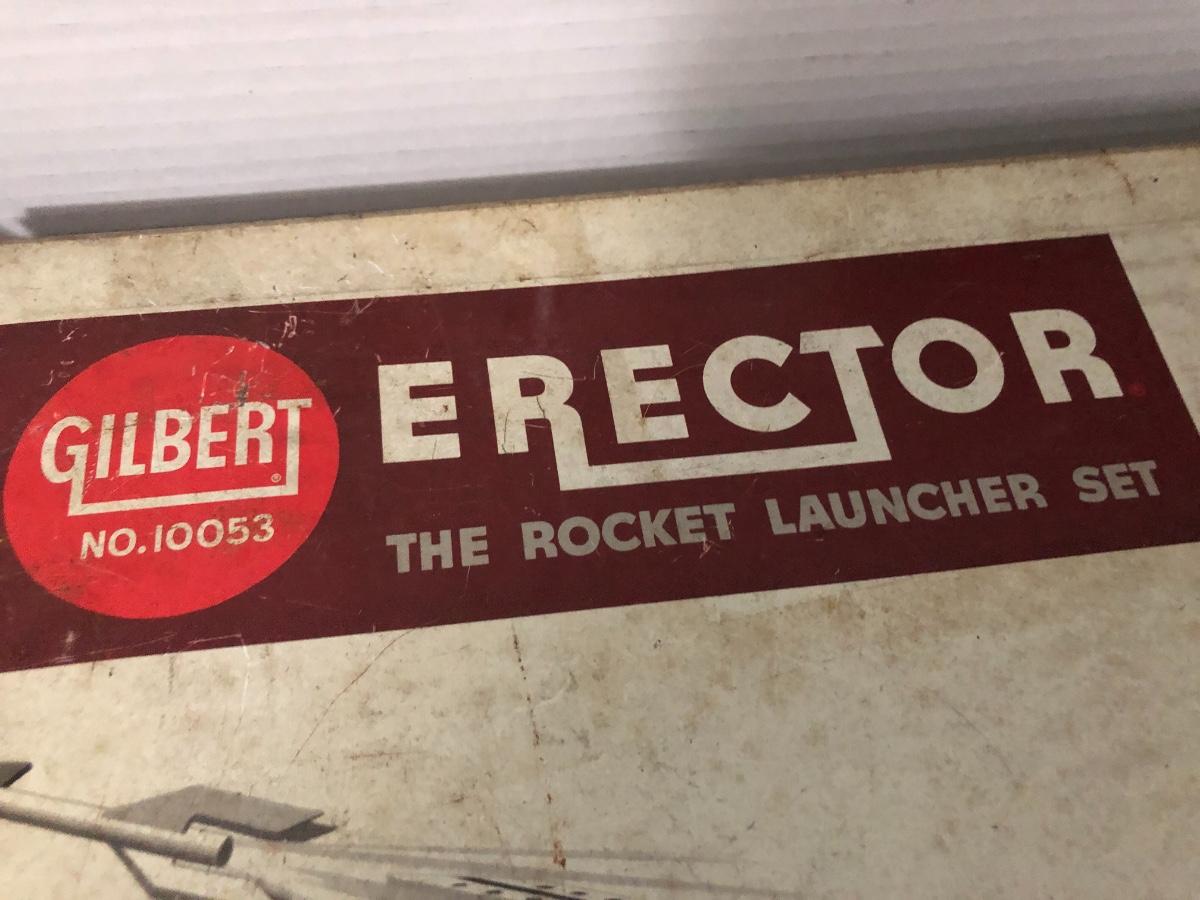 GILBERT®
NO. 10053
ERECTOR
THE ROCKET LAUNCHER SET